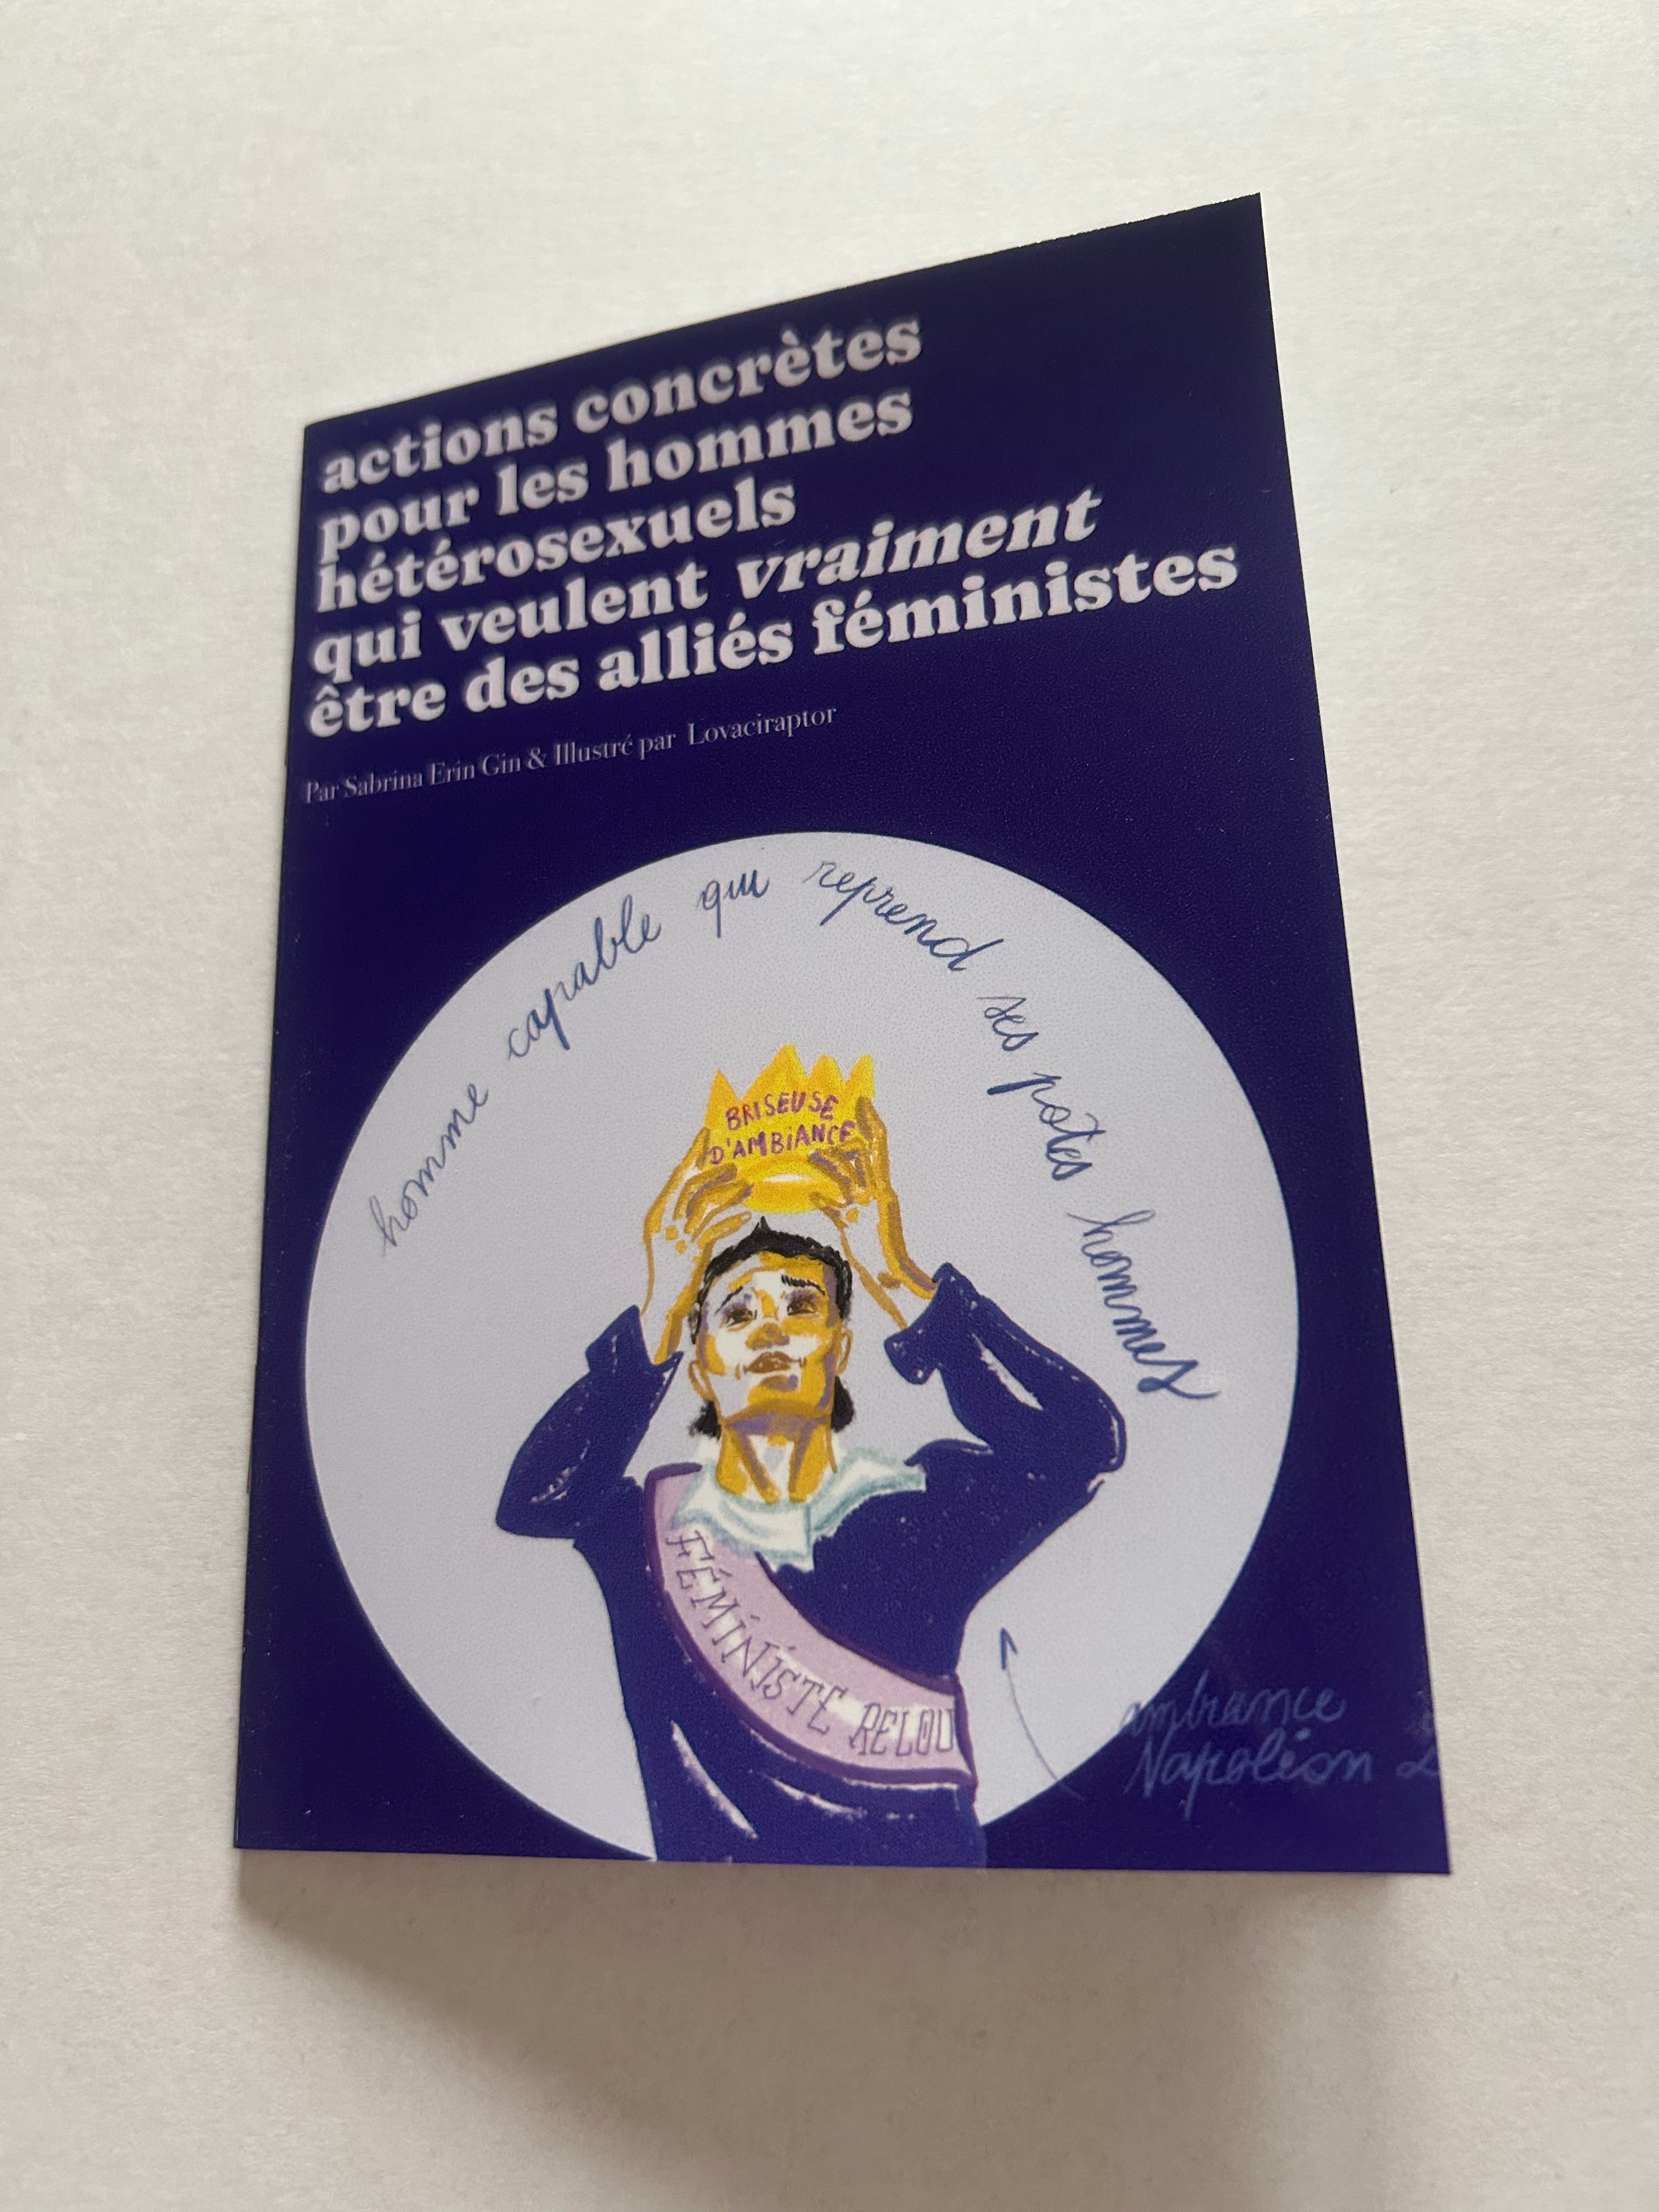 actions concrètes
pour les hommes
hétérosexuels
qui veulent vraiment
être des alliés féministes
Par Sabrina Erin Gin & Illustré par Lovaciraptor
homme capable qui reprend ses potes hommes
BRISEUSE
D'AMBIANCE
FÉMINISTE RELOU
ambiance
Napoléon